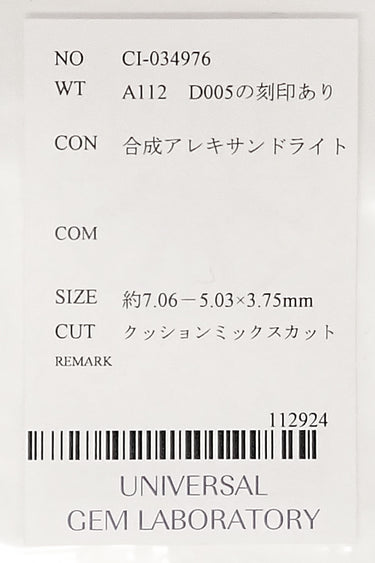 NO CI-034976
WT A112 D005の刻印あり
CON 合成アレキサンドライト
COM
SIZE 約7.06－5.03×3.75mm
CUT クッションミックスカット
REMARK
112924
UNIVERSAL
GEM LABORATORY